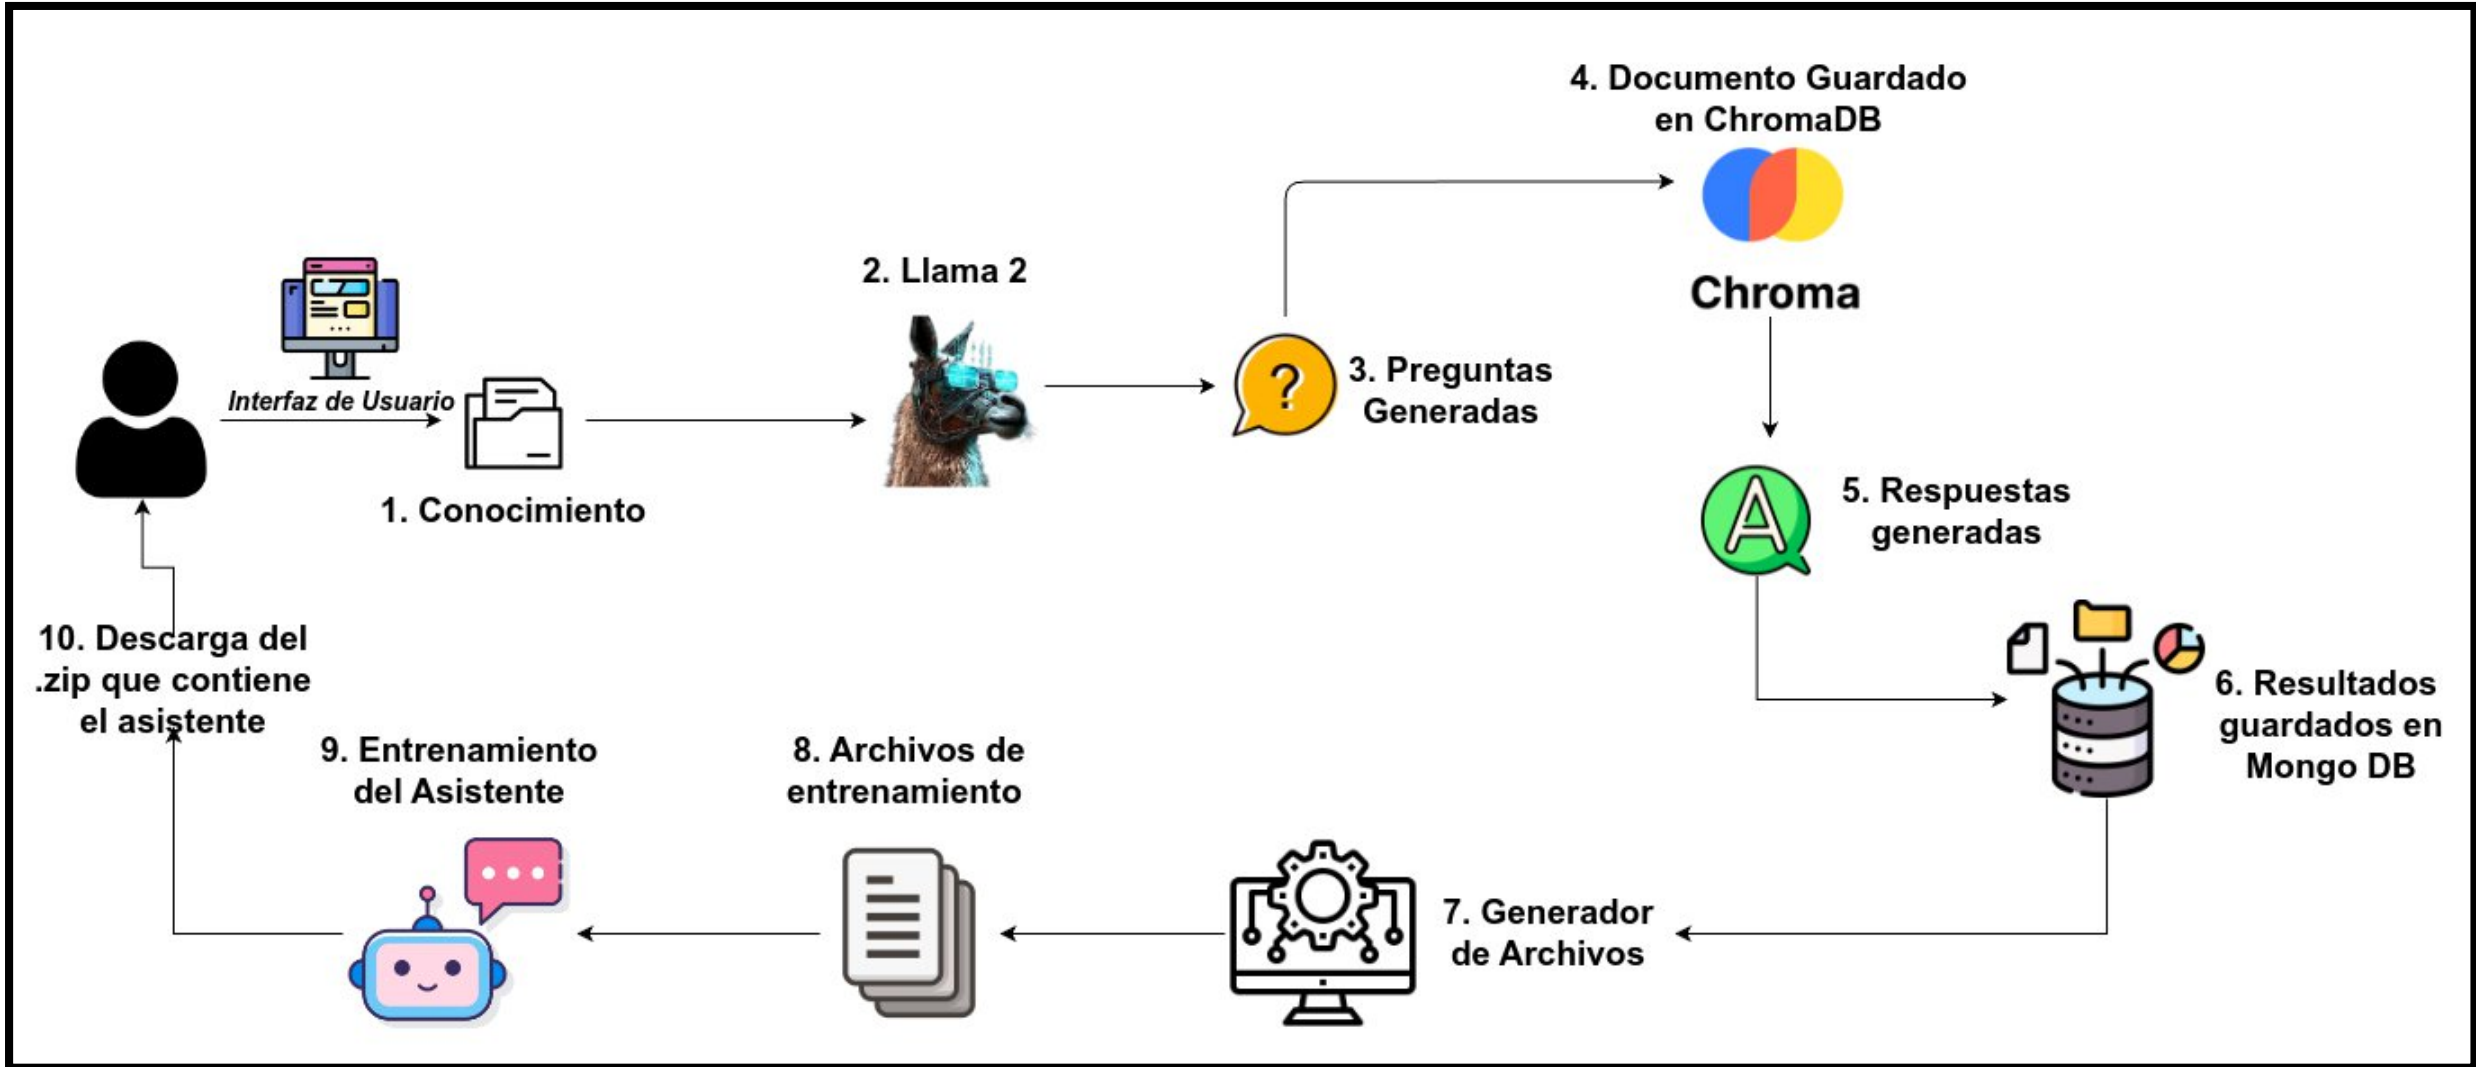 Interfaz de Usuario
1. Conocimiento
2. Llama 2
3. Preguntas
Generadas
4. Documento Guardado
en ChromaDB
Chroma
A
5. Respuestas
generadas
6. Resultados
guardados en
Mongo DB
7. Generador
de Archivos
8. Archivos de
entrenamiento
9. Entrenamiento
del Asistente
10. Descarga del
.zip que contiene
el asistente